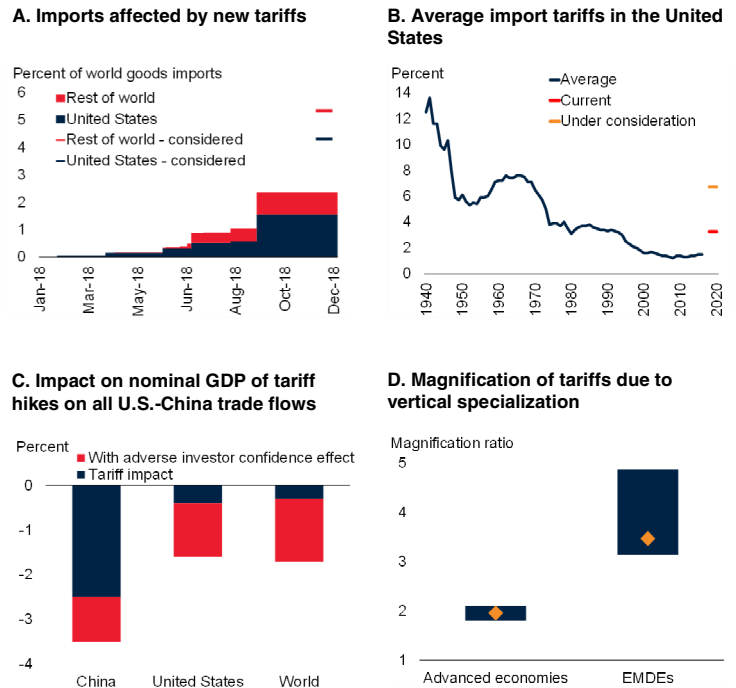 A. Imports affected by new tariffs
Percent of world goods imports
6
5
4
3
2
1
0
Rest of world
United States
Rest of world - considered
United States - considered
Jan-18
Mar-18
May-18
Jun-18
Aug-18
Oct-18
Dec-18
B. Average import tariffs in the United
States
Percent
14
12
10
8
6
4
2
0
Average
Current
Under consideration
1940
1950
1960
1970
1980
1990
2000
2010
2020
C. Impact on nominal GDP of tariff
hikes on all U.S.-China trade flows
Percent
With adverse investor confidence effect
Tariff impact
0
-1
-2
-3
-4
China
United States
World
D. Magnification of tariffs due to
vertical specialization
Magnification ratio
5
4
3
2
1
Advanced economies
EMDEs